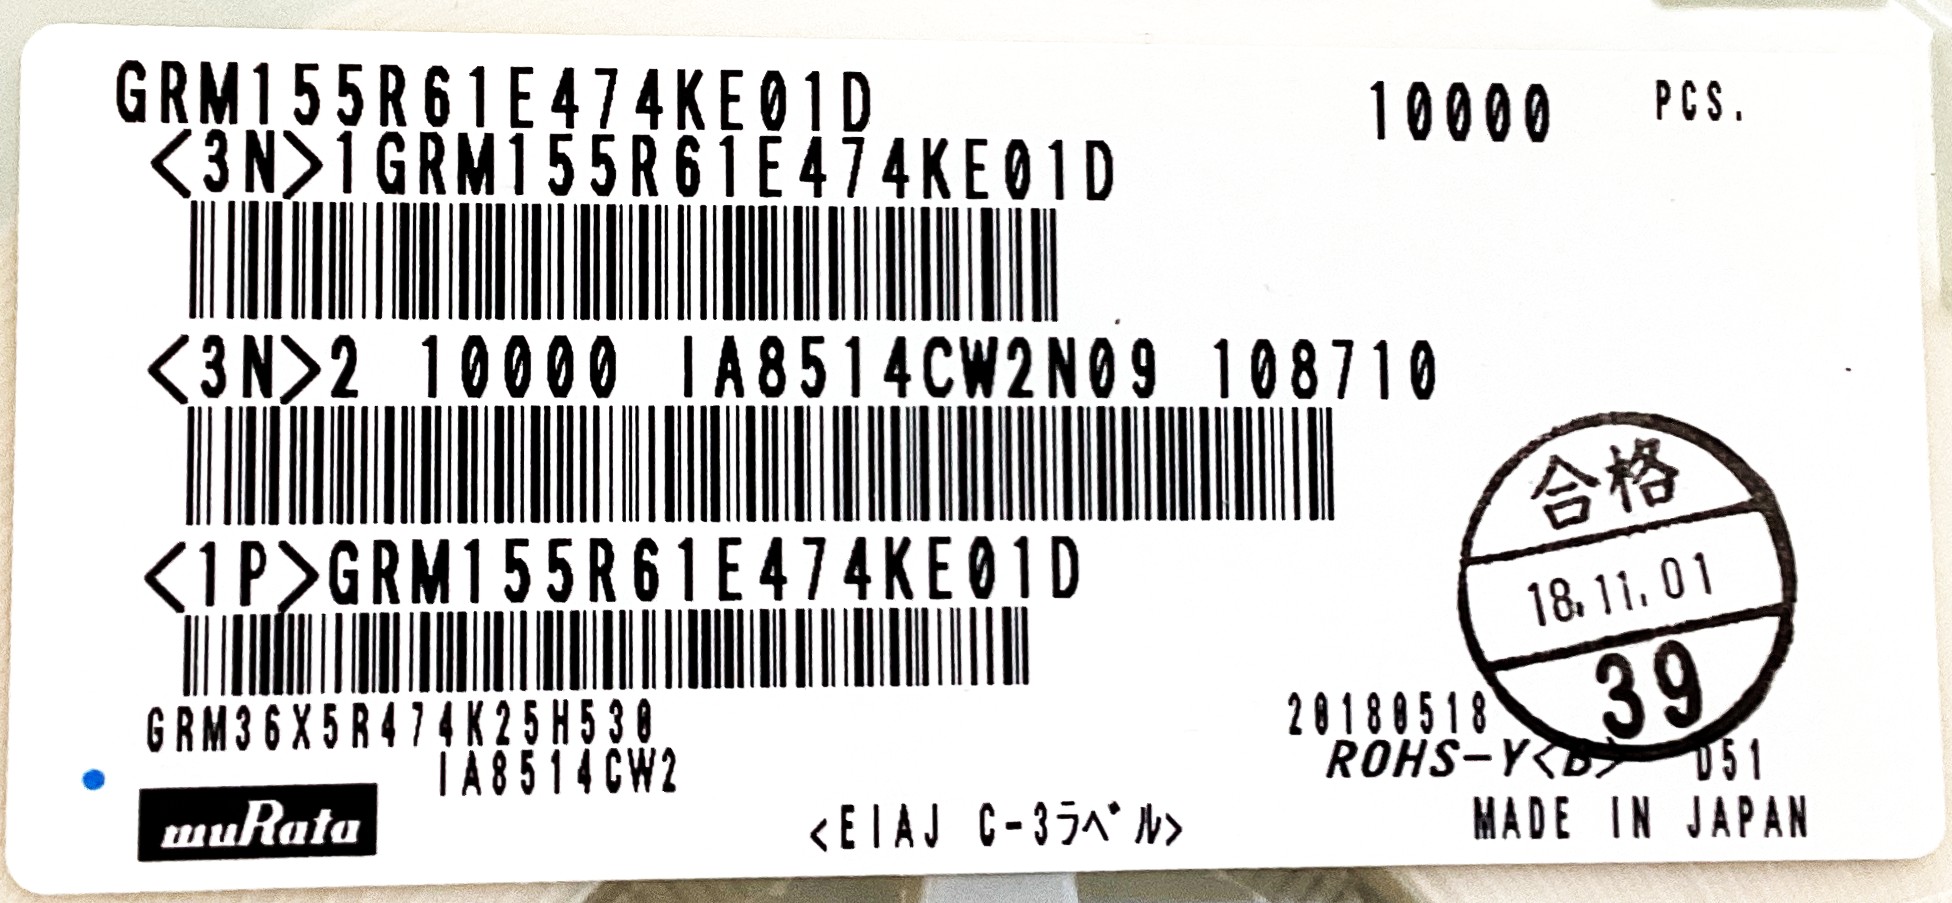 GRM155R61E474KE01D 10000 PCS.
<3N>1GRM155R61E474KE01D
<3N>2 10000 IA8514CW2N09 108710
<1P>GRM155R61E474KE01D
合格
18.11.01
39
GRM36X5R474K25H530 20180518
IA8514CW2 ROHS-Y<B> D51
muRata <EIAJ C-3ラベル> MADE IN JAPAN